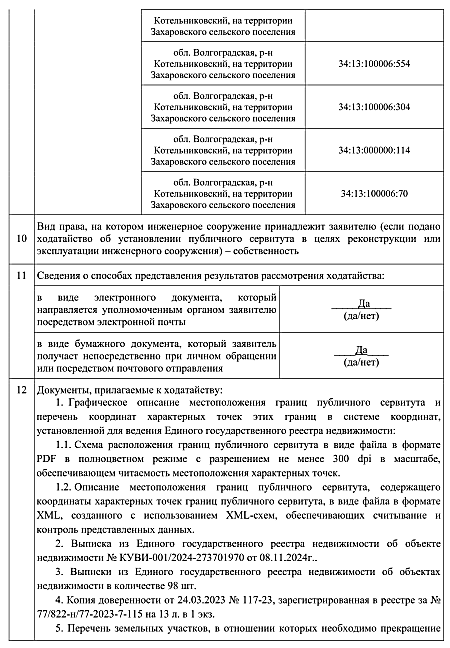 Котельниковский, на территории
Захаровского сельского поселения
обл. Волгоградская, р-н
Котельниковский, на территории
Захаровского сельского поселения
34:13:100006:554
обл. Волгоградская, р-н
Котельниковский, на территории
Захаровского сельского поселения
34:13:100006:304
обл. Волгоградская, р-н
Котельниковский, на территории
Захаровского сельского поселения
34:13:000000:114
обл. Волгоградская, р-н
Котельниковский, на территории
Захаровского сельского поселения
34:13:100006:70
10
Вид права, на котором инженерное сооружение принадлежит заявителю (если подано
ходатайство об установлении публичного сервитута в целях реконструкции или
эксплуатации инженерного сооружения) – собственность
11
Сведения о способах представления результатов рассмотрения ходатайства:
в виде электронного документа, который
направляется уполномоченным органом заявителю
посредством электронной почты
Да
(да/нет)
в виде бумажного документа, который заявитель
получает непосредственно при личном обращении
или посредством почтового отправления
Да
(да/нет)
12
Документы, прилагаемые к ходатайству:
1. Графическое описание местоположения границ публичного сервитута и
перечень координат характерных точек этих границ в системе координат,
установленной для ведения Единого государственного реестра недвижимости:
1.1. Схема расположения границ публичного сервитута в виде файла в формате
PDF в полноцветном режиме с разрешением не менее 300 dpi в масштабе,
обеспечивающем читаемость местоположения характерных точек.
1.2. Описание местоположения границ публичного сервитута, содержащего
координаты характерных точек границ публичного сервитута, в виде файла в формате
XML, созданного с использованием XML-схем, обеспечивающих считывание и
контроль представленных данных.
2. Выписка из Единого государственного реестра недвижимости об объекте
недвижимости № КУВИ-001/2024-273701970 от 08.11.2024г..
3. Выписки из Единого государственного реестра недвижимости об объектах
недвижимости в количестве 98 шт.
4. Копия доверенности от 24.03.2023 № 117-23, зарегистрированная в реестре за №
77/822-н/77-2023-7-115 на 13 л. в 1 экз.
5. Перечень земельных участков, в отношении которых необходимо прекращение